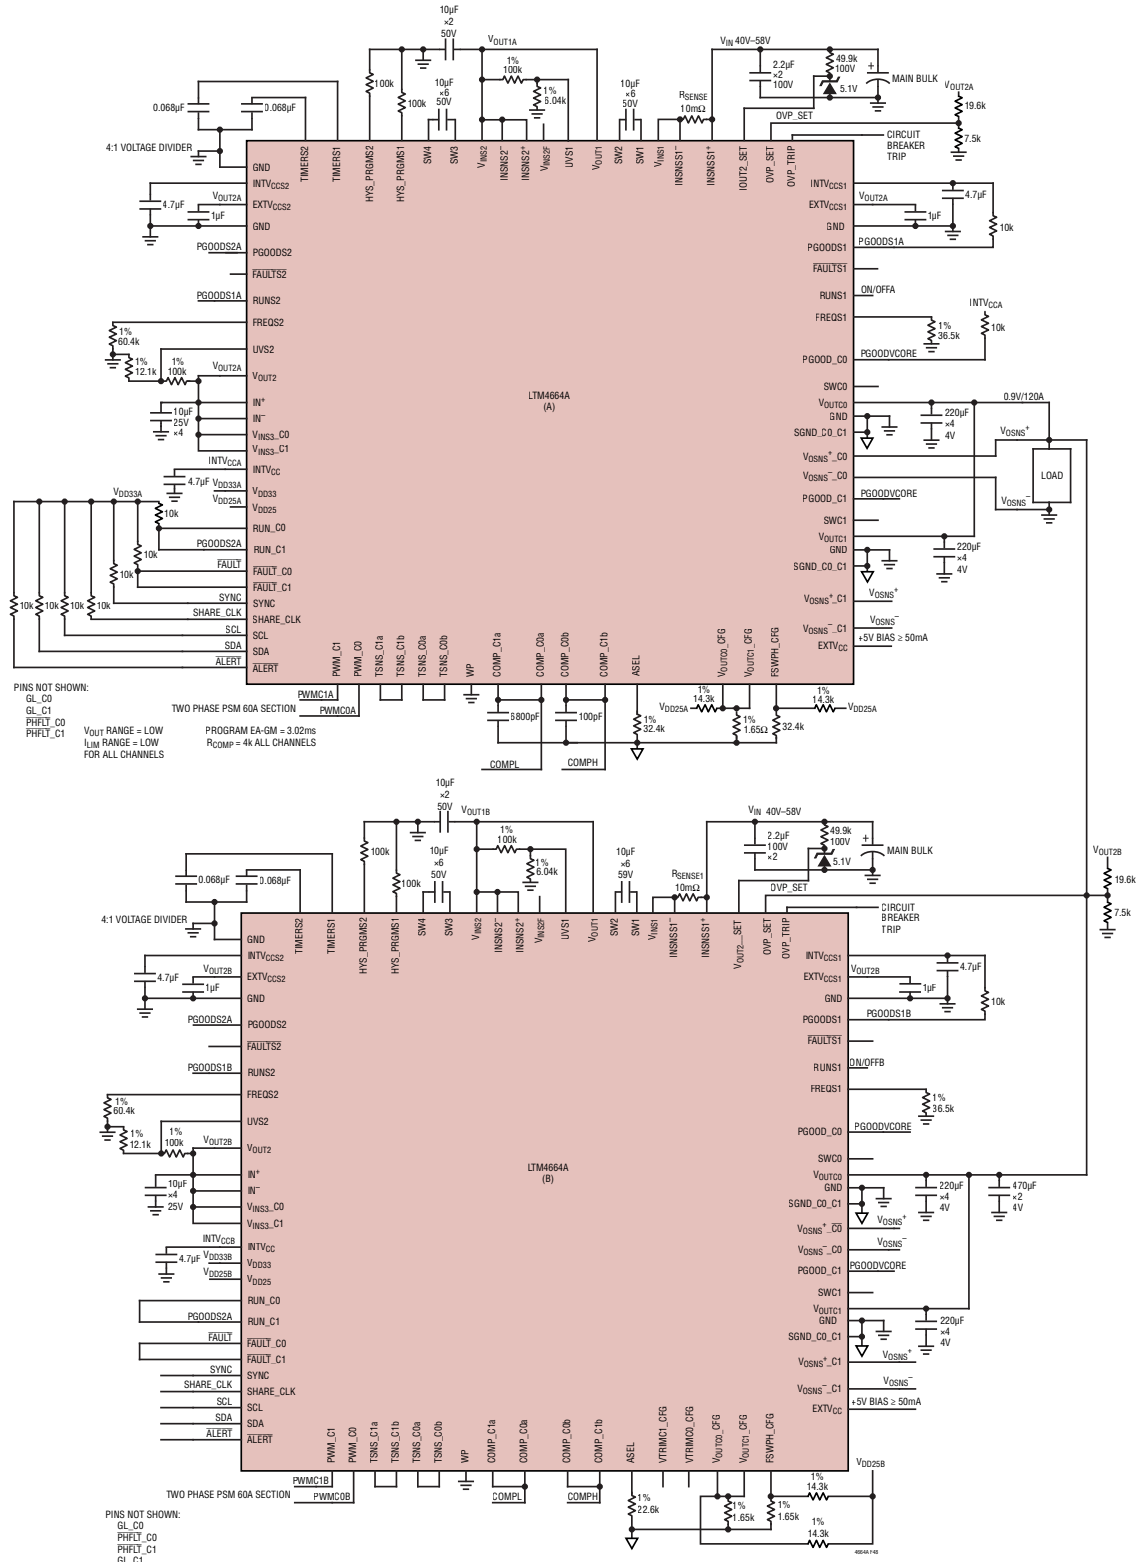 10µF
×2
50V
VOUT1A
VIN 40V–58V
100k
100k
10µF
×6
50V
1%
100k
1%
6.04k
10µF
×6
50V
RSENSE
10mΩ
2.2µF
×2
100V
49.9k
100V
5.1V
+
MAIN BULK
VOUT2A
19.6k
7.5k
OVP_SET
CIRCUIT
BREAKER
TRIP
0.068µF
0.068µF
4:1 VOLTAGE DIVIDER
TIMERS2
TIMERS1
HYS_PRGMS2
HYS_PRGMS1
SW4
SW3
VINS2
INSNS2–
INSNS2+
VINS2F
UVS1
VOUT1
SW2
SW1
VINS1
INSNSS1–
INSNSS1+
IOUT2_SET
OVP_SET
OVP_TRIP
GND
INTVCCS2
4.7µF
VOUT2A
1µF
EXTVCCS2
GND
PGOODS2A
PGOODS2
FAULTS2
PGOODS1A
RUNS2
FREQS2
1%
60.4k
UVS2
1%
12.1k
1%
100k
VOUT2A
VOUT2
10µF
25V
×4
IN+
IN–
VINS3_C0
VINS3_C1
INTVCCA
INTVCC
4.7µF
VDD33A
VDD33
VDD25A
VDD25
VDD33A
10k
RUN_C0
PGOODS2A
RUN_C1
10k
FAULT
FAULT_C0
FAULT_C1
10k
SYNC
SYNC
10k
10k
10k
10k
SHARE_CLK
SHARE_CLK
SCL
SCL
SDA
SDA
ALERT
ALERT
LTM4664A
(A)
INTVCCS1
4.7µF
VOUT2A
1µF
EXTVCCS1
GND
10k
PGOODS1
PGOODS1A
FAULTS1
RUNS1
ON/OFFA
FREQS1
1%
36.5k
INTVCCA
10k
PGOOD_C0
PGOODVCORE
SWC0
VOUTC0
0.9V/120A
GND
SGND_C0_C1
220µF
×4
4V
VOSNS+
VOSNS+_C0
VOSNS–_C0
LOAD
VOSNS–
PGOOD_C1
PGOODVCORE
SWC1
VOUTC1
GND
SGND_C0_C1
220µF
×4
4V
VOSNS+_C1
VOSNS+
VOSNS–_C1
VOSNS–
EXTVCC
+5V BIAS ≥ 50mA
PWM_C1
PWM_C0
TSNS_C1a
TSNS_C1b
TSNS_C0a
TSNS_C0b
WP
COMP_C1a
COMP_C0a
COMP_C0b
COMP_C1b
ASEL
VOUTC0_CFG
VOUTC1_CFG
FSWPH_CFG
PINS NOT SHOWN:
GL_C0
GL_C1
PHFLT_C0
PHFLT_C1
PWMC1A
TWO PHASE PSM 60A SECTION
PWMC0A
VOUT RANGE = LOW
ILIM RANGE = LOW
FOR ALL CHANNELS
PROGRAM EA-GM = 3.02ms
RCOMP = 4k ALL CHANNELS
6800pF
100pF
COMPL
COMPH
1%
32.4k
VDD25A
1%
14.3k
1%
1.65Ω
32.4k
1%
14.3k
VDD25A
10µF
×2
50V
VOUT1B
VIN 40V–58V
100k
100k
10µF
×6
50V
1%
100k
1%
6.04k
10µF
×6
59V
RSENSE1
10mΩ
2.2µF
100V
×2
49.9k
100V
5.1V
+
MAIN BULK
VOUT2B
19.6k
7.5k
OVP_SET
CIRCUIT
BREAKER
TRIP
0.068µF
0.068µF
4:1 VOLTAGE DIVIDER
TIMERS2
TIMERS1
HYS_PRGMS2
HYS_PRGMS1
SW4
SW3
VINS2
INSNS2–
INSNS2+
VINS2F
UVS1
VOUT1
SW2
SW1
VINS1
INSNSS1–
INSNSS1+
VOUT2_SET
OVP_SET
OVP_TRIP
GND
INTVCCS2
4.7µF
VOUT2B
1µF
EXTVCCS2
GND
PGOODS2A
PGOODS2
FAULTS2
PGOODS1B
RUNS2
FREQS2
1%
60.4k
UVS2
1%
12.1k
1%
100k
VOUT2B
VOUT2
10µF
×4
25V
IN+
IN–
VINS3_C0
VINS3_C1
INTVCCB
INTVCC
4.7µF
VDD33B
VDD33
VDD25B
VDD25
RUN_C0
PGOODS2A
RUN_C1
FAULT
FAULT_C0
FAULT_C1
SYNC
SYNC
SHARE_CLK
SHARE_CLK
SCL
SCL
SDA
SDA
ALERT
ALERT
LTM4664A
(B)
INTVCCS1
4.7µF
VOUT2B
1µF
EXTVCCS1
GND
10k
PGOODS1
PGOODS1B
FAULTS1
RUNS1
ON/OFFB
FREQS1
1%
36.5k
PGOOD_C0
PGOODVCORE
SWC0
VOUTC0
GND
SGND_C0_C1
220µF
×4
4V
470µF
×2
4V
VOSNS+_C0
VOSNS+
VOSNS–_C0
VOSNS–
PGOOD_C1
PGOODVCORE
SWC1
VOUTC1
GND
SGND_C0_C1
220µF
×4
4V
VOSNS+_C1
VOSNS+
VOSNS–_C1
VOSNS–
EXTVCC
+5V BIAS ≥ 50mA
PWM_C1
PWM_C0
TSNS_C1a
TSNS_C1b
TSNS_C0a
TSNS_C0b
WP
COMP_C1a
COMP_C0a
COMP_C0b
COMP_C1b
ASEL
VTRIMC1_CFG
VTRIMC0_CFG
VOUTC0_CFG
VOUTC1_CFG
FSWPH_CFG
PWMC1B
TWO PHASE PSM 60A SECTION
PWMC0B
PINS NOT SHOWN:
GL_C0
PHFLT_C0
PHFLT_C1
GL_C1
COMPL
COMPH
1%
22.6k
1%
1.65k
1%
1.65k
VDD25B
1%
14.3k
1%
14.3k
4664A F48